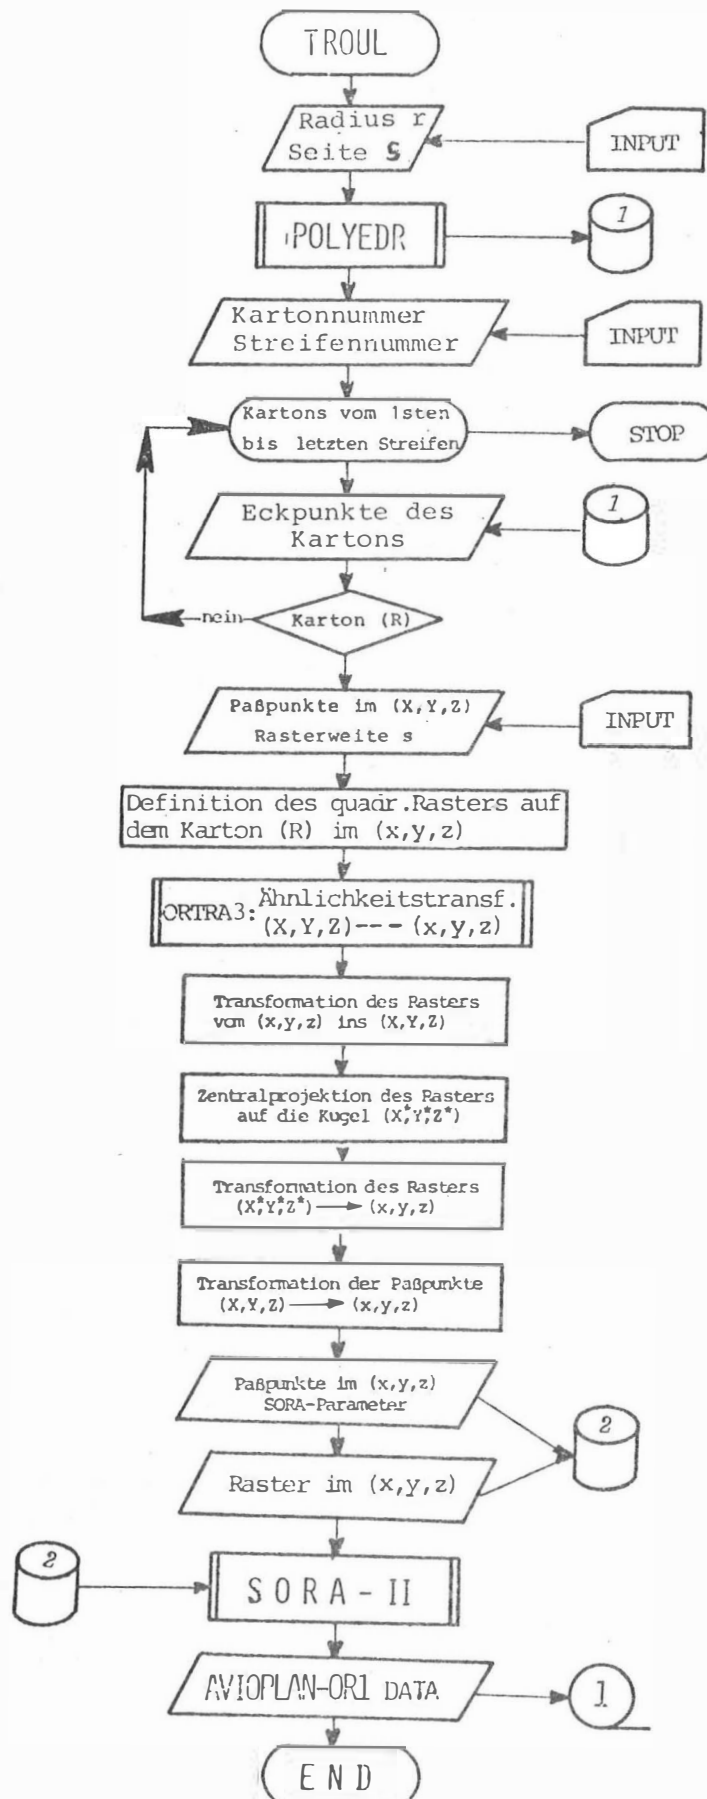 TROUL
Radius r
Seite S
INPUT
POLYEDR
1
Kartonnummer
Streifennummer
INPUT
Kartons vom 1sten
bis letzten Streifen
STOP
Eckpunkte des
Kartons
1
nein
Karton (R)
Paßpunkte im (X,Y,Z)
Rasterweite s
INPUT
Definition des quadr.Rasters auf
dem Karton (R) im (x,y,z)
ORTRA3: Ähnlichkeitstransf.
(X,Y,Z)--- (x,y,z)
Transformation des Rasters
vom (x,y,z) ins (X,Y,Z)
Zentralprojektion des Rasters
auf die Kugel (X*,Y*,Z*)
Transformation des Rasters
(X*,Y*,Z*) → (x,y,z)
Transformation der Paßpunkte
(X,Y,Z) → (x,y,z)
Paßpunkte im (x,y,z)
SORA-Parameter
2
Raster im (x,y,z)
2
SORA-II
AVIOPLAN-OR1 DATA
1
END